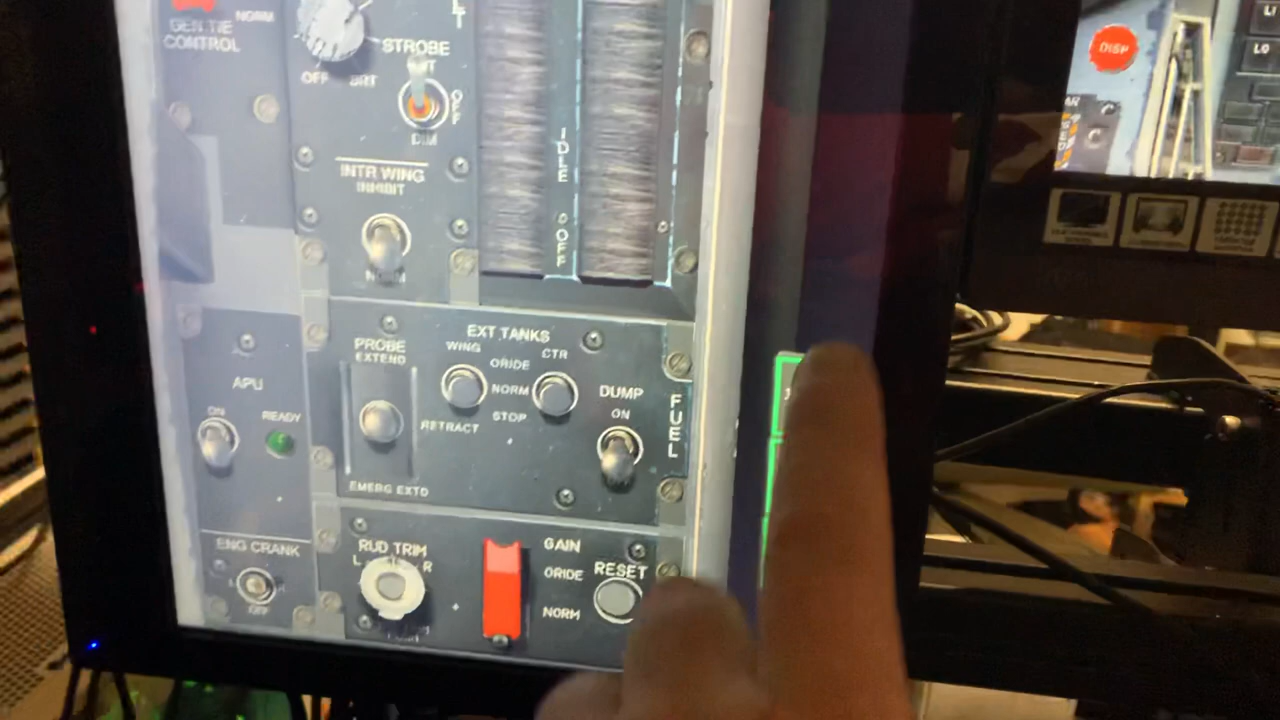 GEN TIE
CONTROL
NORM
LT
STROBE
OFF
BRT
DIM
IDLE
OFF
INTR WING
INHIBIT
APU
ON
READY
ENG CRANK
OFF
PROBE
EXTEND
RETRACT
EMERG EXTD
EXT TANKS
WING
CTR
ORIDE
NORM
STOP
DUMP
ON
FUEL
RUD TRIM
L
R
GAIN
ORIDE
NORM
RESET
DISP